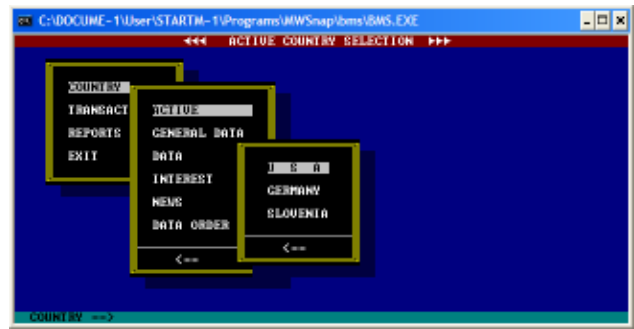 C:\DOCUME~1\User\STARTM~1\Programs\MWSnap\bms\BMS.EXE
◄◄◄ ACTIVE COUNTRY SELECTION ►►►
COUNTRY
TRANSACT
REPORTS
EXIT
ACTIVE
GENERAL DATA
DATA
INTEREST
NEWS
DATA ORDER
<--
U S A
GERMANY
SLOVENIA
<--
COUNTRY ==>